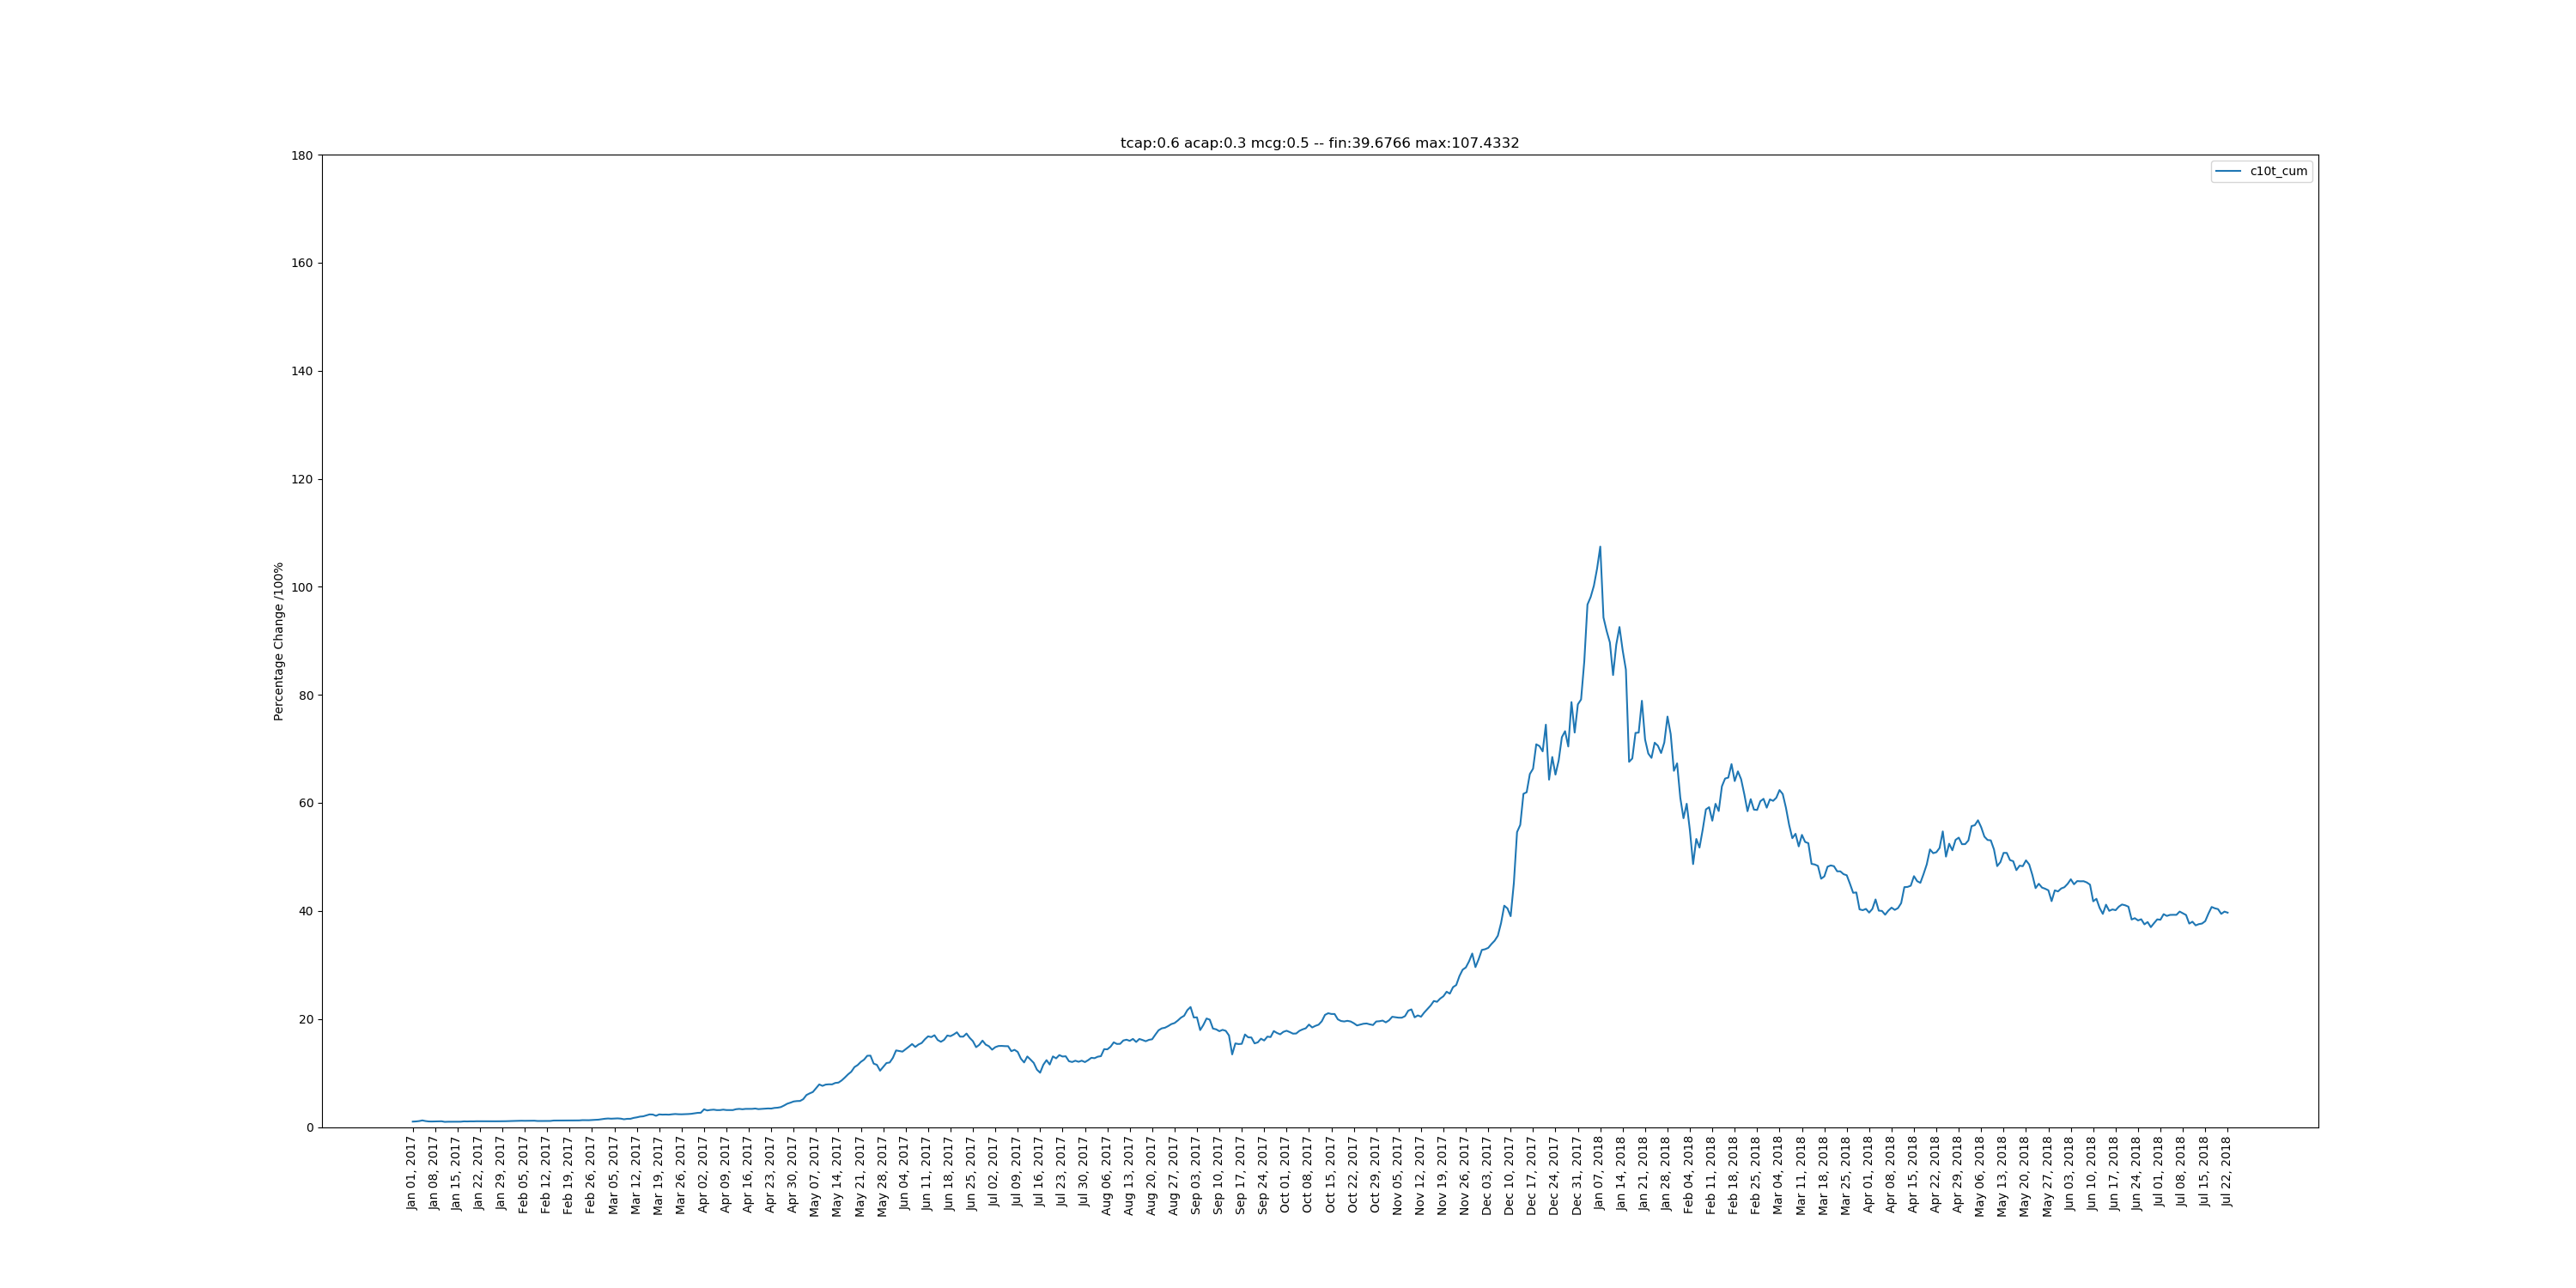 tcap:0.6 acap:0.3 mcg:0.5 -- fin:39.6766 max:107.4332
c10t_cum
Percentage Change /100%
180
160
140
120
100
80
60
40
20
0
Jan 01, 2017
Jan 08, 2017
Jan 15, 2017
Jan 22, 2017
Jan 29, 2017
Feb 05, 2017
Feb 12, 2017
Feb 19, 2017
Feb 26, 2017
Mar 05, 2017
Mar 12, 2017
Mar 19, 2017
Mar 26, 2017
Apr 02, 2017
Apr 09, 2017
Apr 16, 2017
Apr 23, 2017
Apr 30, 2017
May 07, 2017
May 14, 2017
May 21, 2017
May 28, 2017
Jun 04, 2017
Jun 11, 2017
Jun 18, 2017
Jun 25, 2017
Jul 02, 2017
Jul 09, 2017
Jul 16, 2017
Jul 23, 2017
Jul 30, 2017
Aug 06, 2017
Aug 13, 2017
Aug 20, 2017
Aug 27, 2017
Sep 03, 2017
Sep 10, 2017
Sep 17, 2017
Sep 24, 2017
Oct 01, 2017
Oct 08, 2017
Oct 15, 2017
Oct 22, 2017
Oct 29, 2017
Nov 05, 2017
Nov 12, 2017
Nov 19, 2017
Nov 26, 2017
Dec 03, 2017
Dec 10, 2017
Dec 17, 2017
Dec 24, 2017
Dec 31, 2017
Jan 07, 2018
Jan 14, 2018
Jan 21, 2018
Jan 28, 2018
Feb 04, 2018
Feb 11, 2018
Feb 18, 2018
Feb 25, 2018
Mar 04, 2018
Mar 11, 2018
Mar 18, 2018
Mar 25, 2018
Apr 01, 2018
Apr 08, 2018
Apr 15, 2018
Apr 22, 2018
Apr 29, 2018
May 06, 2018
May 13, 2018
May 20, 2018
May 27, 2018
Jun 03, 2018
Jun 10, 2018
Jun 17, 2018
Jun 24, 2018
Jul 01, 2018
Jul 08, 2018
Jul 15, 2018
Jul 22, 2018